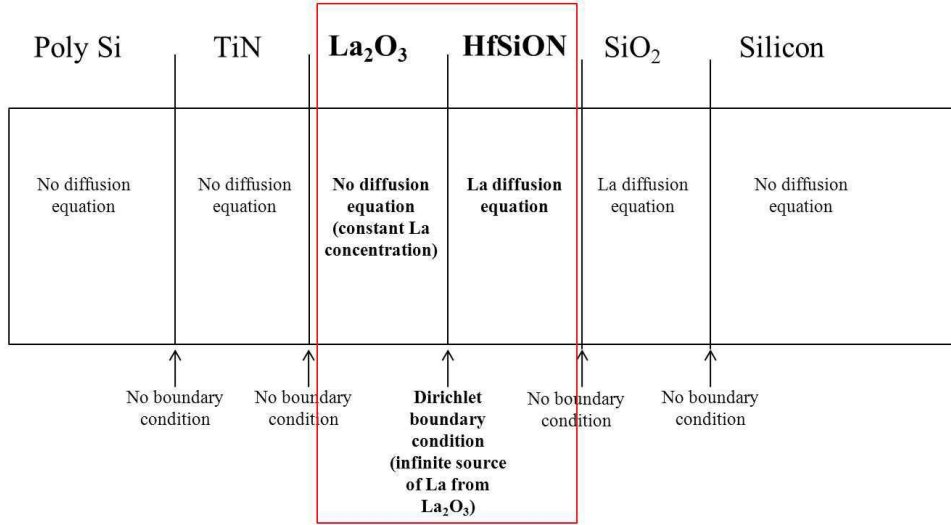 Poly Si
TiN
La₂O₃
HfSiON
SiO₂
Silicon
No diffusion
equation
No diffusion
equation
No diffusion
equation
(constant La
concentration)
La diffusion
equation
La diffusion
equation
No diffusion
equation
No boundary
condition
No boundary
condition
Dirichlet
boundary
condition
(infinite source
of La from
La₂O₃)
No boundary
condition
No boundary
condition